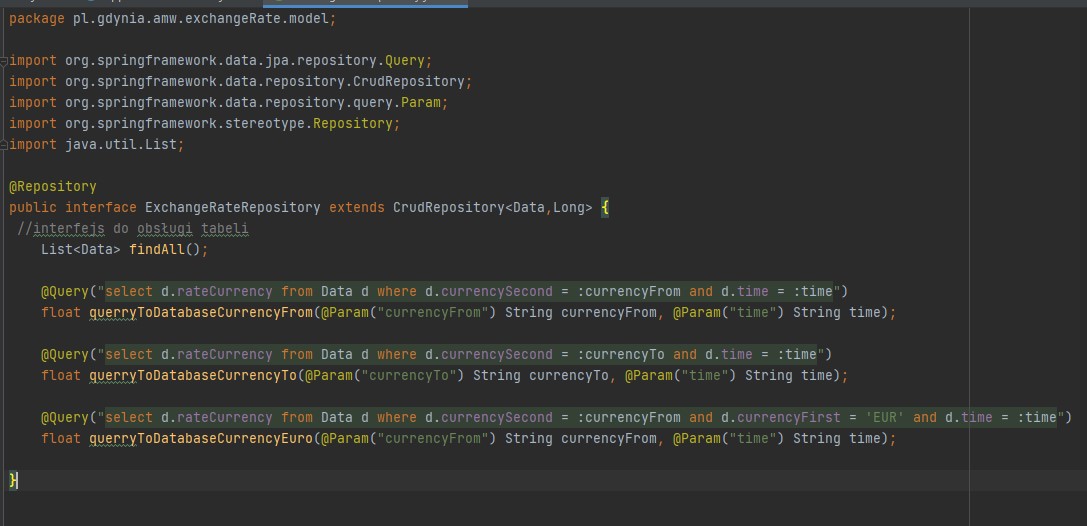 package pl.gdynia.amw.exchangeRate.model;
import org.springframework.data.jpa.repository.Query;
import org.springframework.data.repository.CrudRepository;
import org.springframework.data.repository.query.Param;
import org.springframework.stereotype.Repository;
import java.util.List;
@Repository
public interface ExchangeRateRepository extends CrudRepository<Data,Long> {
//interfejs do obsługi tabeli
List<Data> findAll();
@Query("select d.rateCurrency from Data d where d.currencySecond = :currencyFrom and d.time = :time")
float querryToDatabaseCurrencyFrom(@Param("currencyFrom") String currencyFrom, @Param("time") String time);
@Query("select d.rateCurrency from Data d where d.currencySecond = :currencyTo and d.time = :time")
float querryToDatabaseCurrencyTo(@Param("currencyTo") String currencyTo, @Param("time") String time);
@Query("select d.rateCurrency from Data d where d.currencySecond = :currencyFrom and d.currencyFirst = 'EUR' and d.time = :time")
float querryToDatabaseCurrencyEuro(@Param("currencyFrom") String currencyFrom, @Param("time") String time);
}